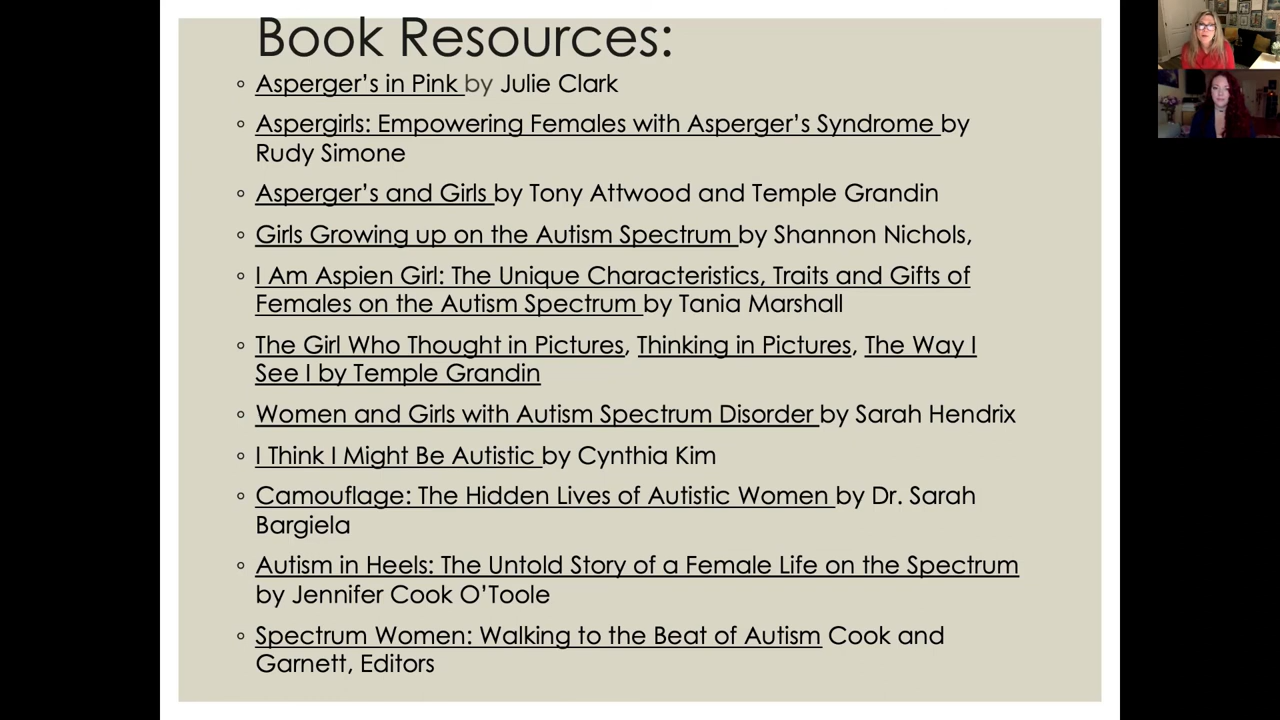 Book Resources:
◦ Asperger’s in Pink by Julie Clark
◦ Aspergirls: Empowering Females with Asperger’s Syndrome by
Rudy Simone
◦ Asperger’s and Girls by Tony Attwood and Temple Grandin
◦ Girls Growing up on the Autism Spectrum by Shannon Nichols,
◦ I Am Aspien Girl: The Unique Characteristics, Traits and Gifts of
Females on the Autism Spectrum by Tania Marshall
◦ The Girl Who Thought in Pictures, Thinking in Pictures, The Way I
See I by Temple Grandin
◦ Women and Girls with Autism Spectrum Disorder by Sarah Hendrix
◦ I Think I Might Be Autistic by Cynthia Kim
◦ Camouflage: The Hidden Lives of Autistic Women by Dr. Sarah
Bargiela
◦ Autism in Heels: The Untold Story of a Female Life on the Spectrum
by Jennifer Cook O’Toole
◦ Spectrum Women: Walking to the Beat of Autism Cook and
Garnett, Editors